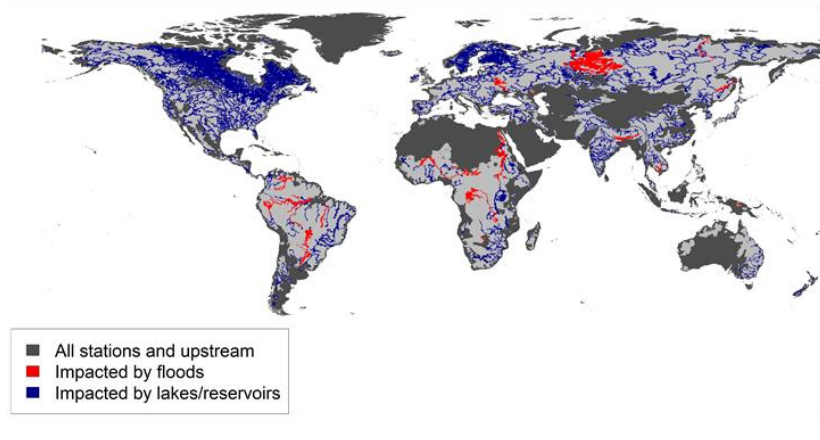 All stations and upstream
Impacted by floods
Impacted by lakes/reservoirs